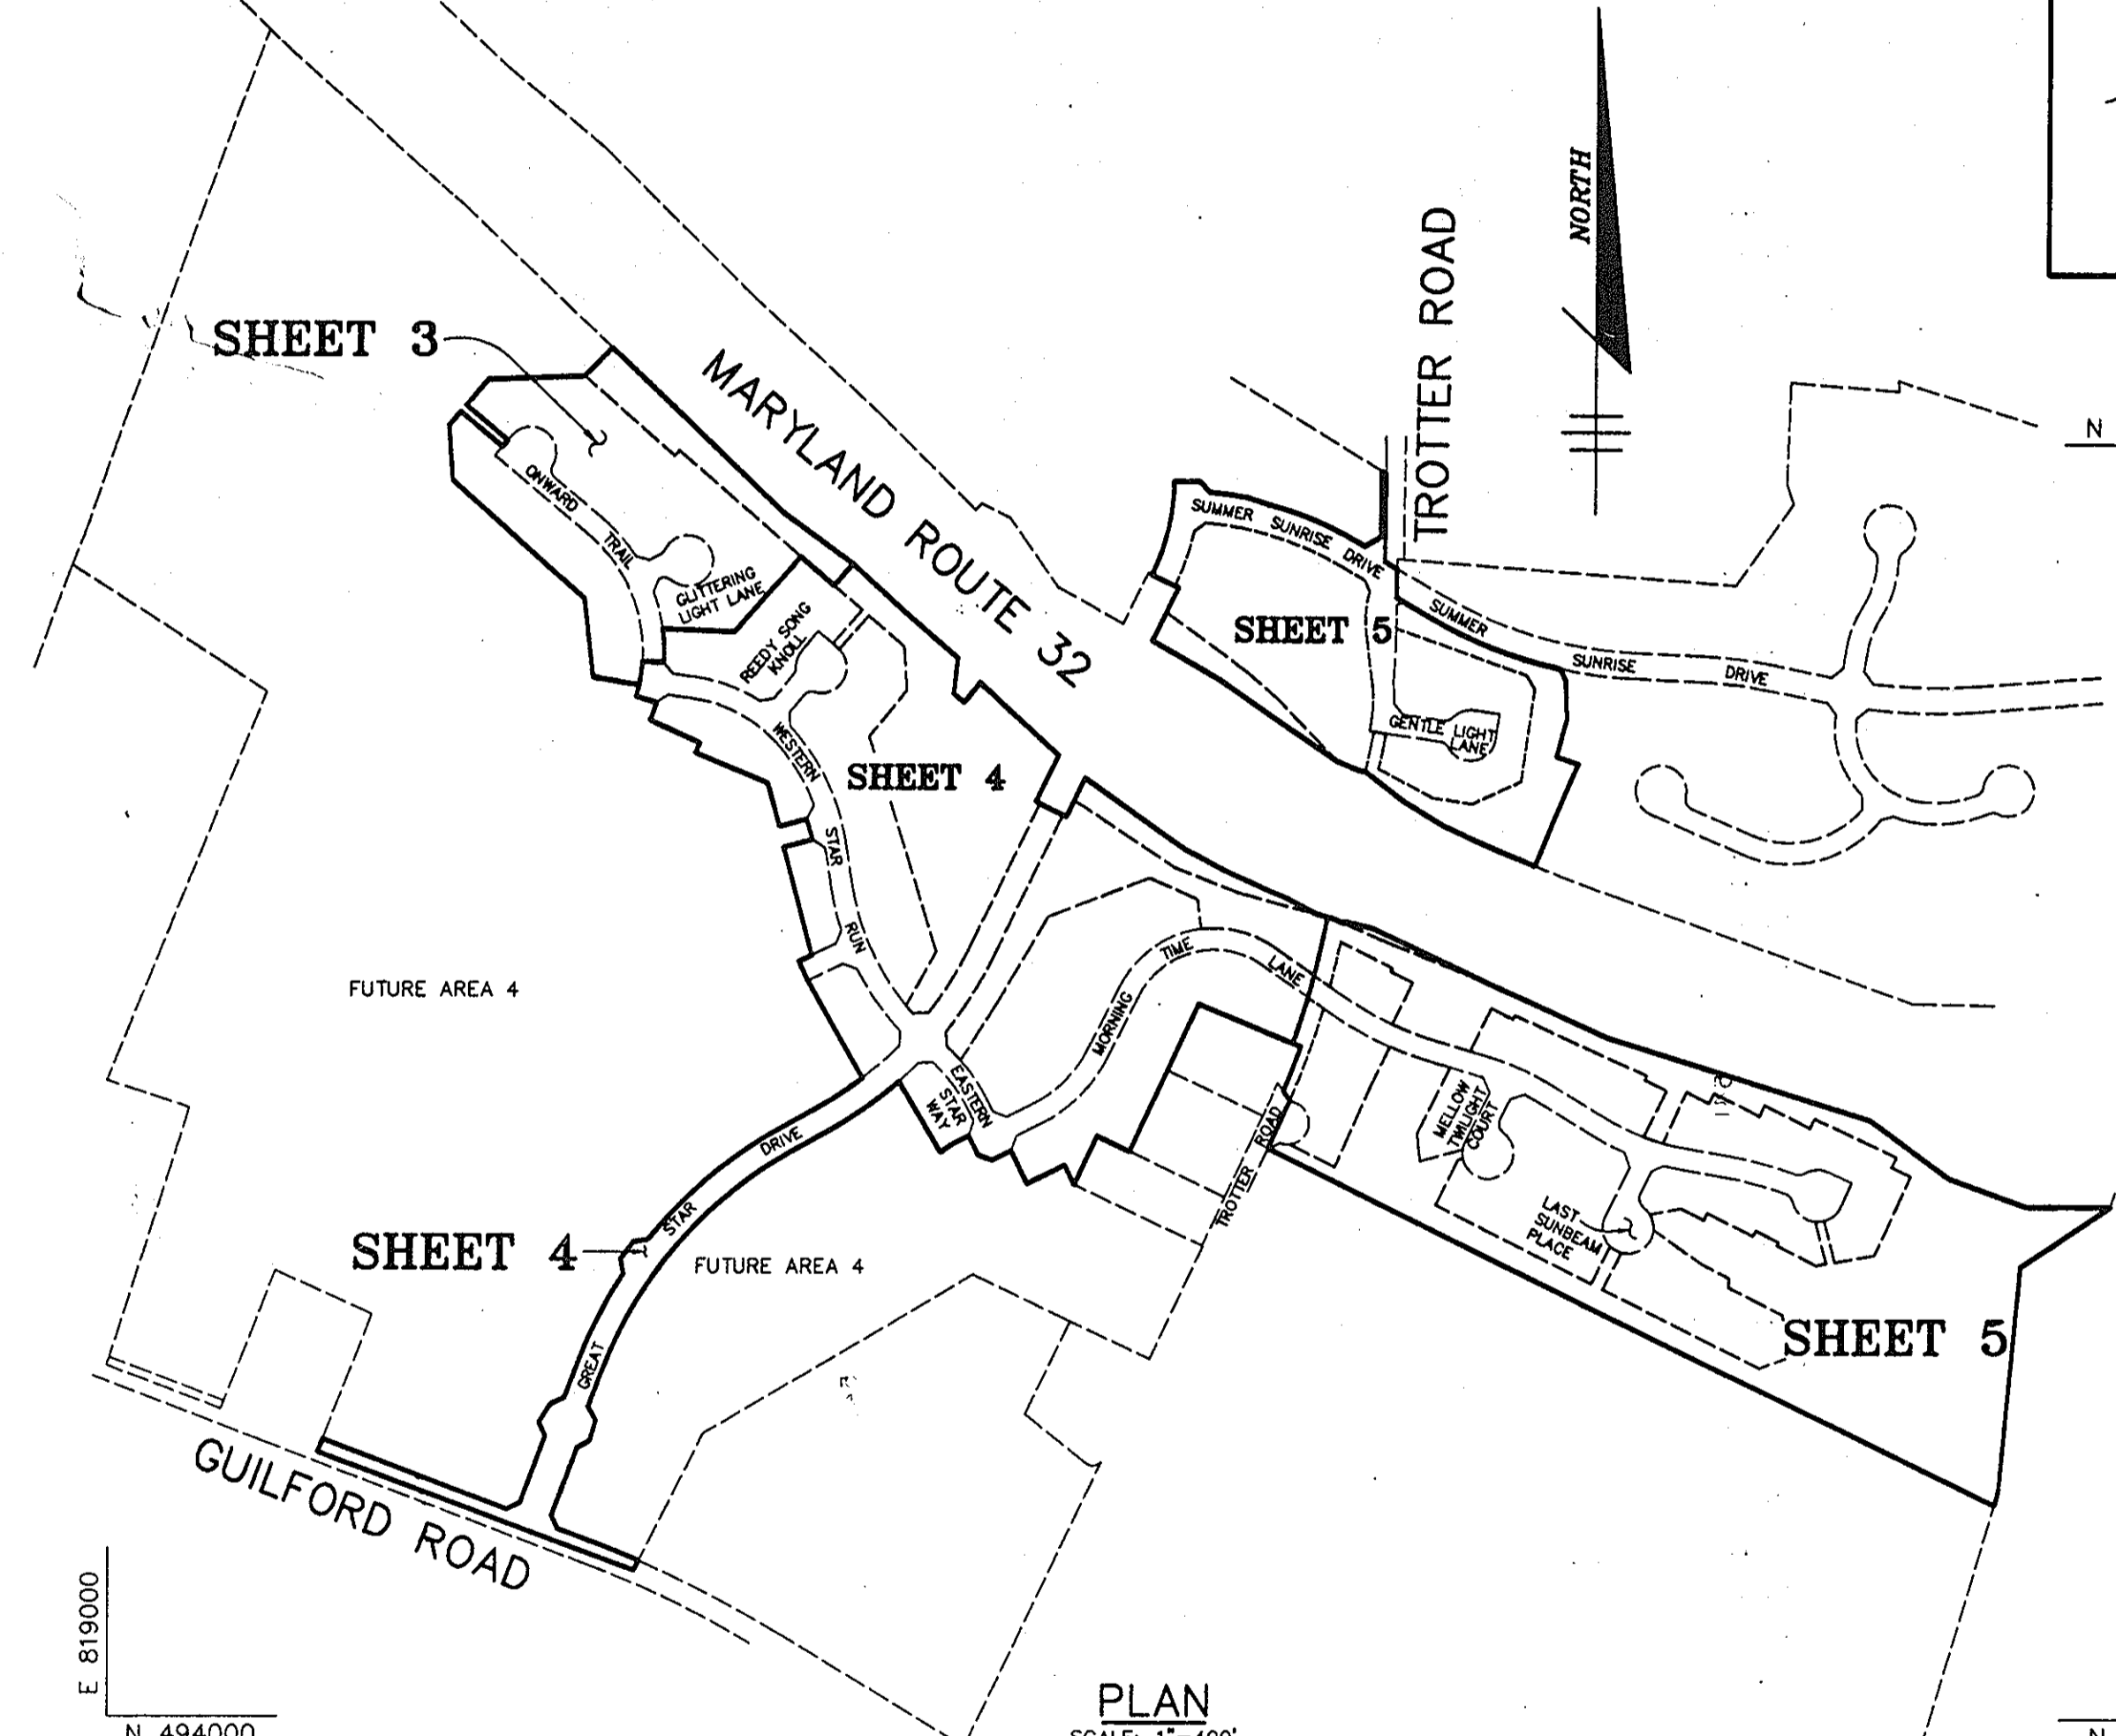 NORTH
TROTTER ROAD
SHEET 3
MARYLAND ROUTE 32
N
ONWARD TRAIL
SUMMER SUNRISE DRIVE
GLITTERING
LIGHT LANE
REEDY SONG
KNOLL
SHEET 5
SUMMER SUNRISE DRIVE
GENTLE LIGHT
LANE
WESTERN STAR RUN
SHEET 4
FUTURE AREA 4
MORNING TIME LANE
EASTERN
STAR
WAY
MELLOW
TWILIGHT
COURT
TROTTER ROAD
LAST
SUNBEAM
PLACE
SHEET 4
GREAT STAR DRIVE
FUTURE AREA 4
SHEET 5
GUILFORD ROAD
E 819000
N 494000
PLAN
SCALE: 1"=400'
N